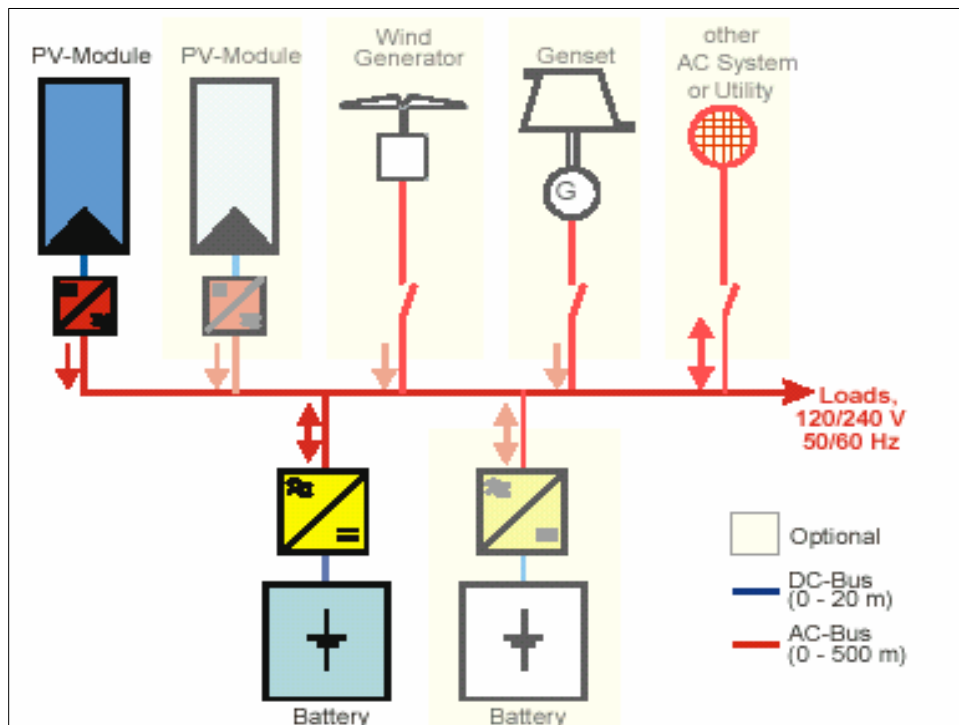 PV-Module
PV-Module
Wind
Generator
Genset
other
AC System
or Utility
G
Loads,
120/240 V
50/60 Hz
Optional
DC-Bus
(0 - 20 m)
AC-Bus
(0 - 500 m)
Battery
Battery